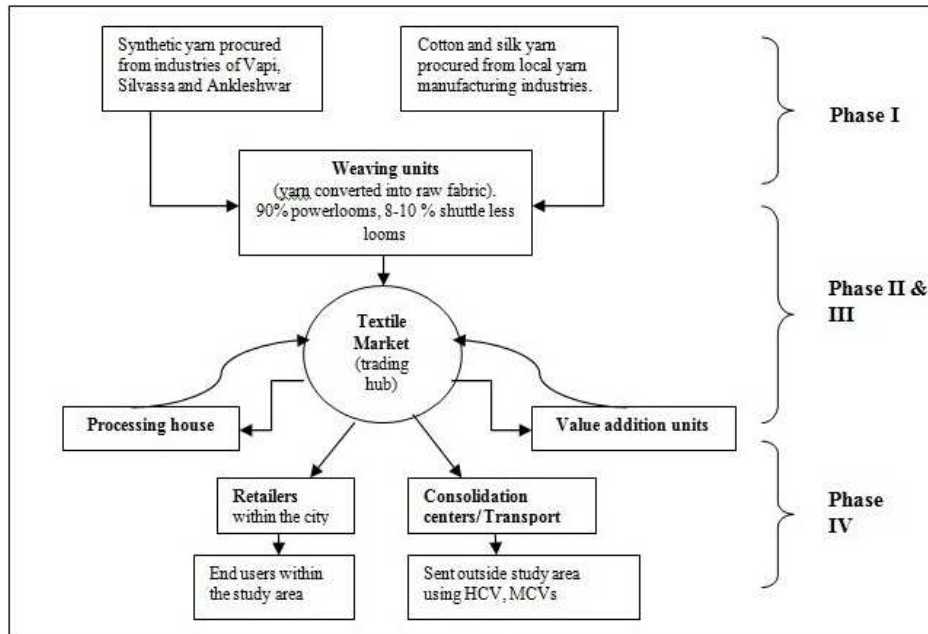 Synthetic yarn procured
from industries of Vapi,
Silvassa and Ankleshwar
Cotton and silk yarn
procured from local yarn
manufacturing industries.
Phase I
Weaving units
(yarn converted into raw fabric).
90% powerlooms, 8-10 % shuttle less
looms
Phase II &
III
Textile
Market
(trading
hub)
Processing house
Value addition units
Retailers
within the city
Consolidation
centers/Transport
Phase
IV
End users within
the study area
Sent outside study area
using HCV, MCVs